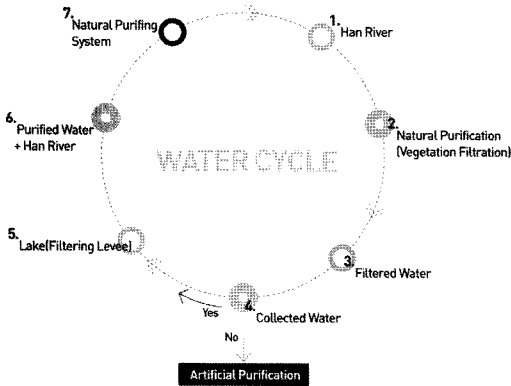 7. Natural Purifing
System
1. Han River
2. Natural Purification
(Vegetation Filtration)
6. Purified Water
+ Han River
WATER CYCLE
5. Lake(Filtering Levee)
3. Filtered Water
4. Collected Water
Yes
No
Artificial Purification